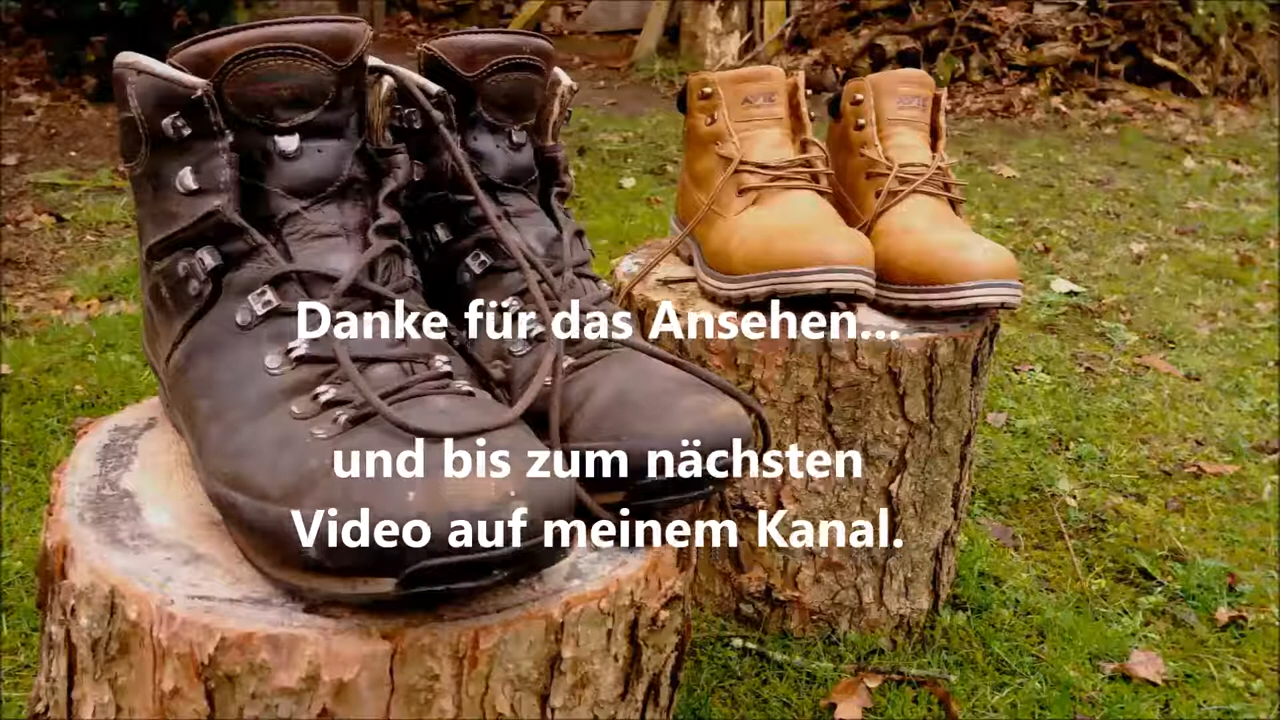 Danke für das Ansehen...
und bis zum nächsten
Video auf meinem Kanal.